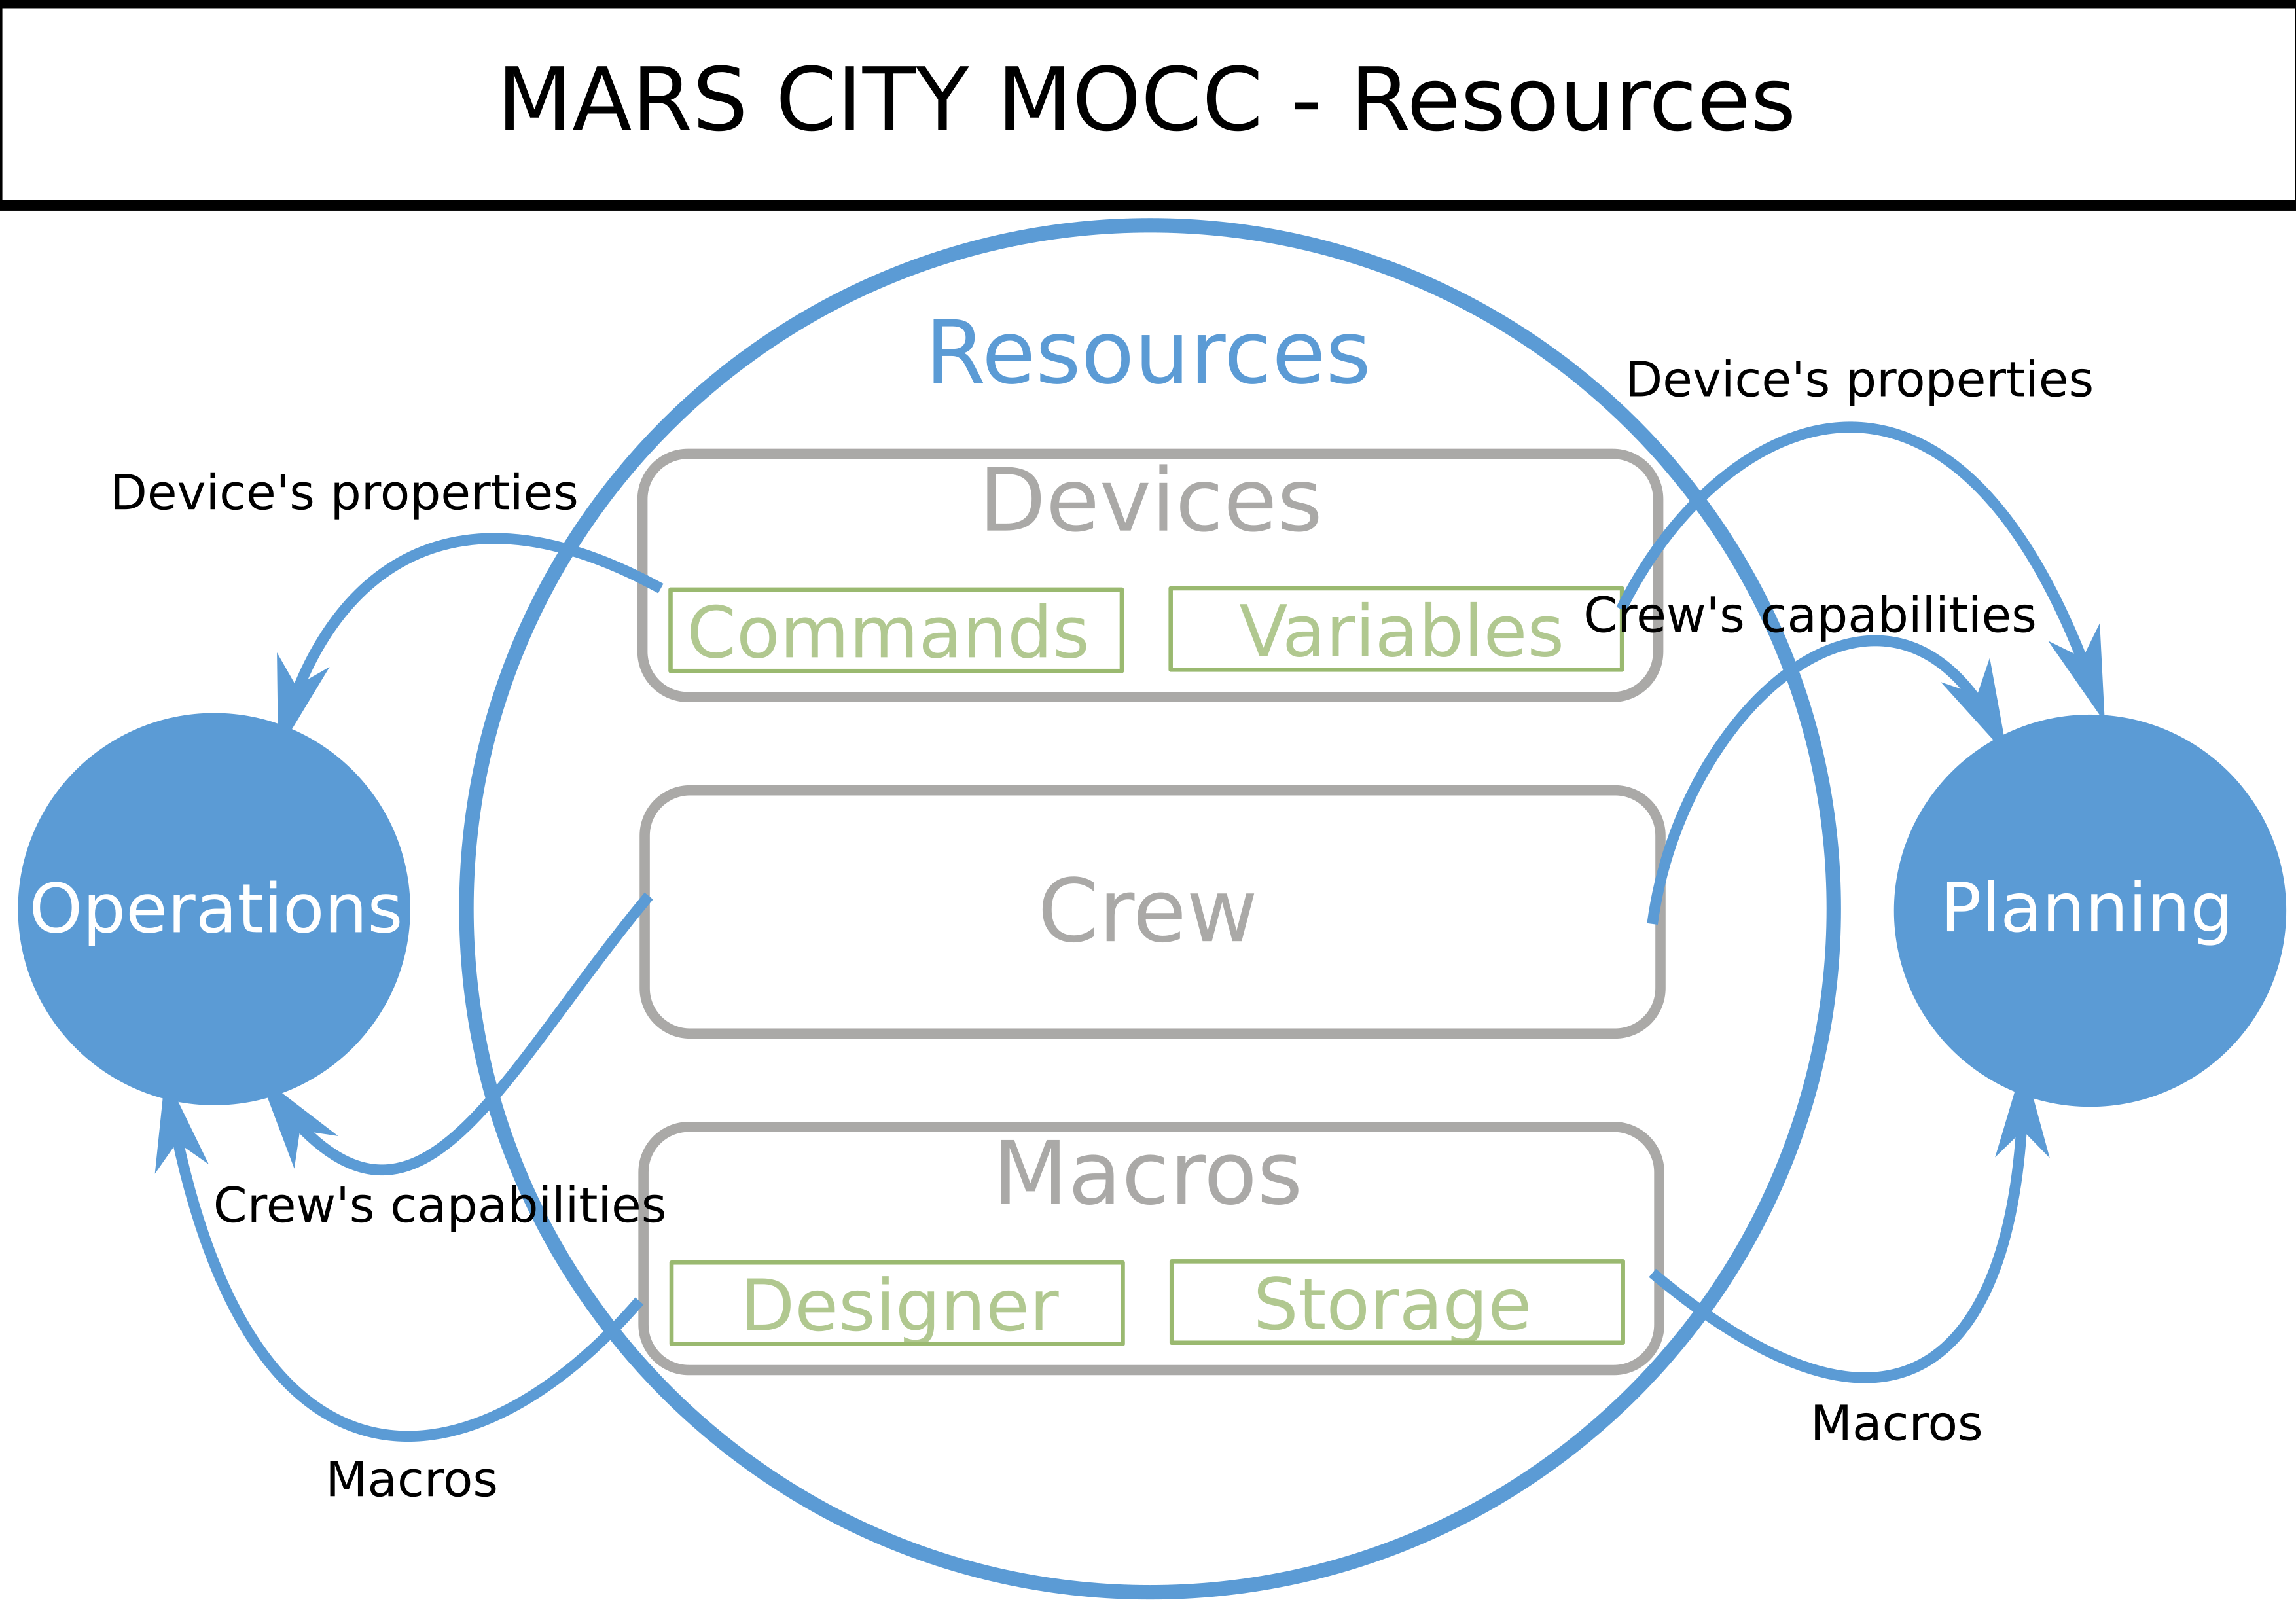 MARS CITY MOCC - Resources
Resources
Device's properties
Devices
Device's properties
Commands
Variables
Crew's capabilities
Operations
Crew
Planning
Macros
Crew's capabilities
Designer
Storage
Macros
Macros